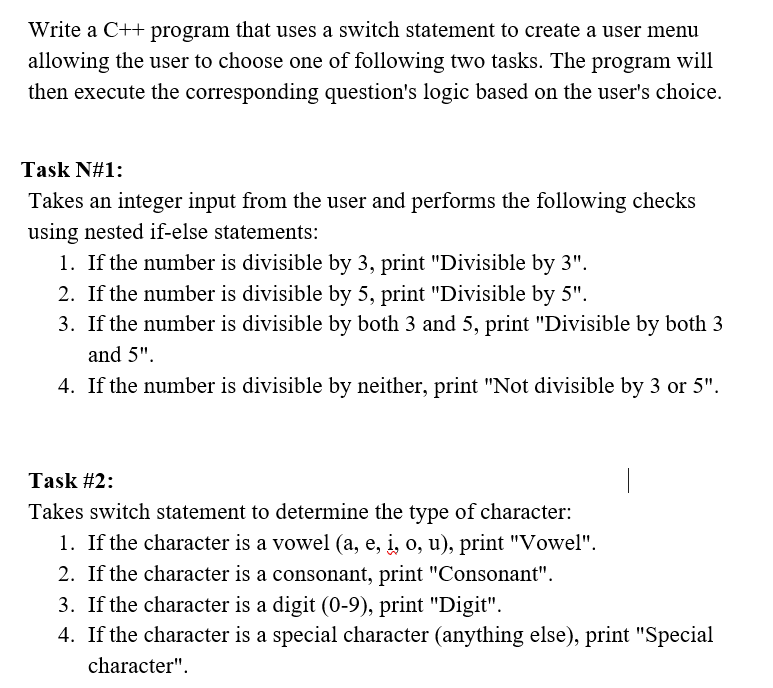 Write a C++ program that uses a switch statement to create a user menu
allowing the user to choose one of following two tasks. The program will
then execute the corresponding question's logic based on the user's choice.
Task N#1:
Takes an integer input from the user and performs the following checks
using nested if-else statements:
1. If the number is divisible by 3, print "Divisible by 3".
2. If the number is divisible by 5, print "Divisible by 5".
3. If the number is divisible by both 3 and 5, print "Divisible by both 3
and 5".
4. If the number is divisible by neither, print "Not divisible by 3 or 5".
Task #2:
Takes switch statement to determine the type of character:
1. If the character is a vowel (a, e, i, o, u), print "Vowel".
2. If the character is a consonant, print "Consonant".
3. If the character is a digit (0-9), print "Digit".
4. If the character is a special character (anything else), print "Special
character".